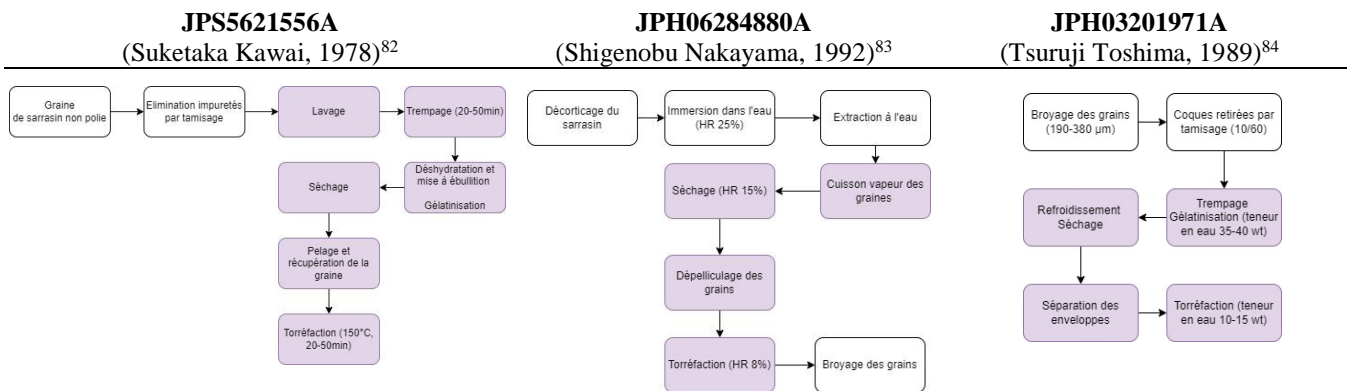 JPS5621556A
(Suketaka Kawai, 1978)82
Graine
de sarrasin non polie
Elimination impuretés
par tamisage
Lavage
Trempage (20-50min)
Déshydratation et
mise à ébullition
Gélatinisation
Séchage
Pelage et
récupération de la
graine
Torréfaction (150°C,
20-50min)
JPH06284880A
(Shigenobu Nakayama, 1992)83
Décorticage du
sarrasin
Immersion dans l'eau
(HR 25%)
Extraction à l'eau
Cuisson vapeur des
graines
Séchage (HR 15%)
Dépelliculage des
grains
Torréfaction (HR 8%)
Broyage des grains
JPH03201971A
(Tsuruji Toshima, 1989)84
Broyage des grains
(190-380 µm)
Coques retirées par
tamisage (10/60)
Trempage
Gélatinisation (teneur
en eau 35-40 wt)
Refroidissement
Séchage
Séparation des
enveloppes
Torréfaction (teneur
en eau 10-15 wt)